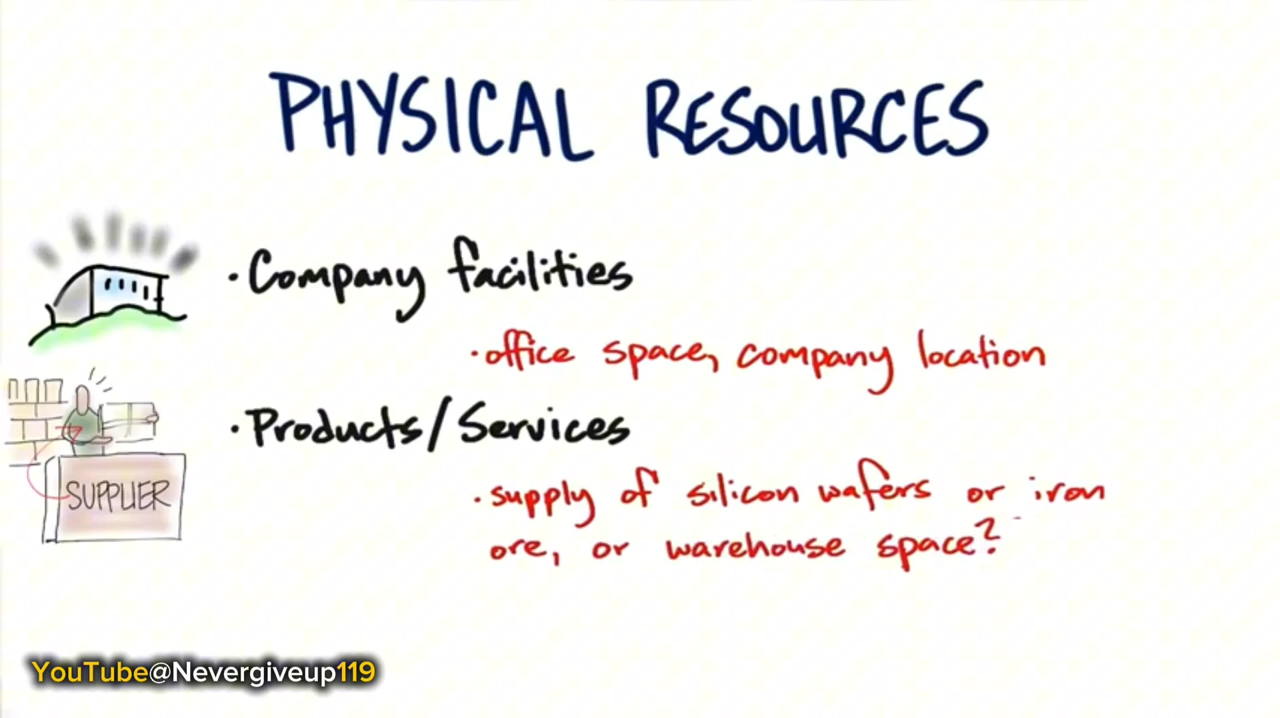 PHYSICAL RESOURCES
• Company facilities
• office space, company location
• Products/Services
SUPPLIER
• supply of silicon wafers or iron
ore, or warehouse space?
YouTube@Nevergiveup119